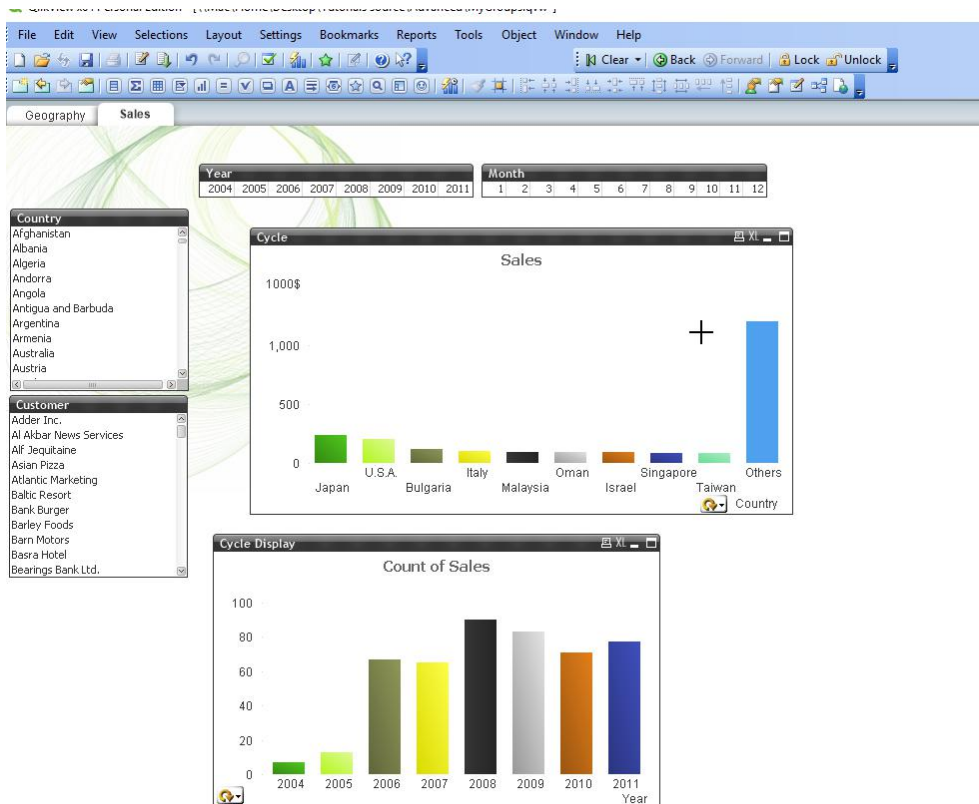 File Edit View Selections Layout Settings Bookmarks Reports Tools Object Window Help
Clear Back Forward Lock Unlock
Geography Sales
Year
2004 2005 2006 2007 2008 2009 2010 2011
Month
1 2 3 4 5 6 7 8 9 10 11 12
Country
Afghanistan
Albania
Algeria
Andorra
Angola
Antigua and Barbuda
Argentina
Armenia
Australia
Austria
Customer
Adder Inc.
Al Akbar News Services
Alf Jequitaine
Asian Pizza
Atlantic Marketing
Baltic Resort
Bank Burger
Barley Foods
Barn Motors
Basra Hotel
Bearings Bank Ltd.
Cycle XL
Sales
1000$
1,000
500
0
U.S.A. Italy Oman Singapore Others
Japan Bulgaria Malaysia Israel Taiwan
Country
Cycle Display XL
Count of Sales
100
80
60
40
20
0
2004 2005 2006 2007 2008 2009 2010 2011
Year